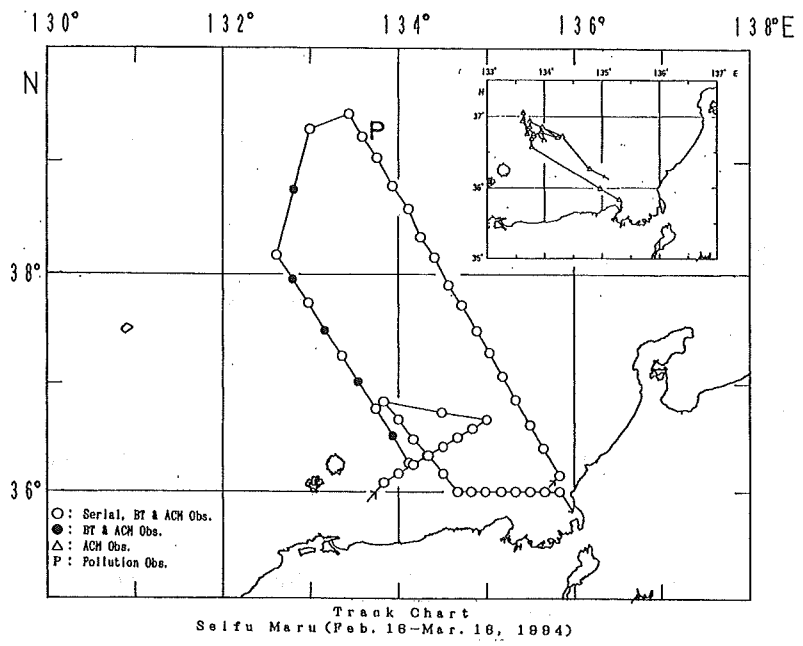 130° 132° 134° 136° 138°E
N
133° 134° 135° 136° 137° E
N
37°
36°
35°
P
38°
36°
○ : Serial, BT & ACM Obs.
● : BT & ACM Obs.
△ : ACM Obs.
P : Pollution Obs.
Track Chart
Seifu Maru (Feb. 16-Mar. 16, 1994)